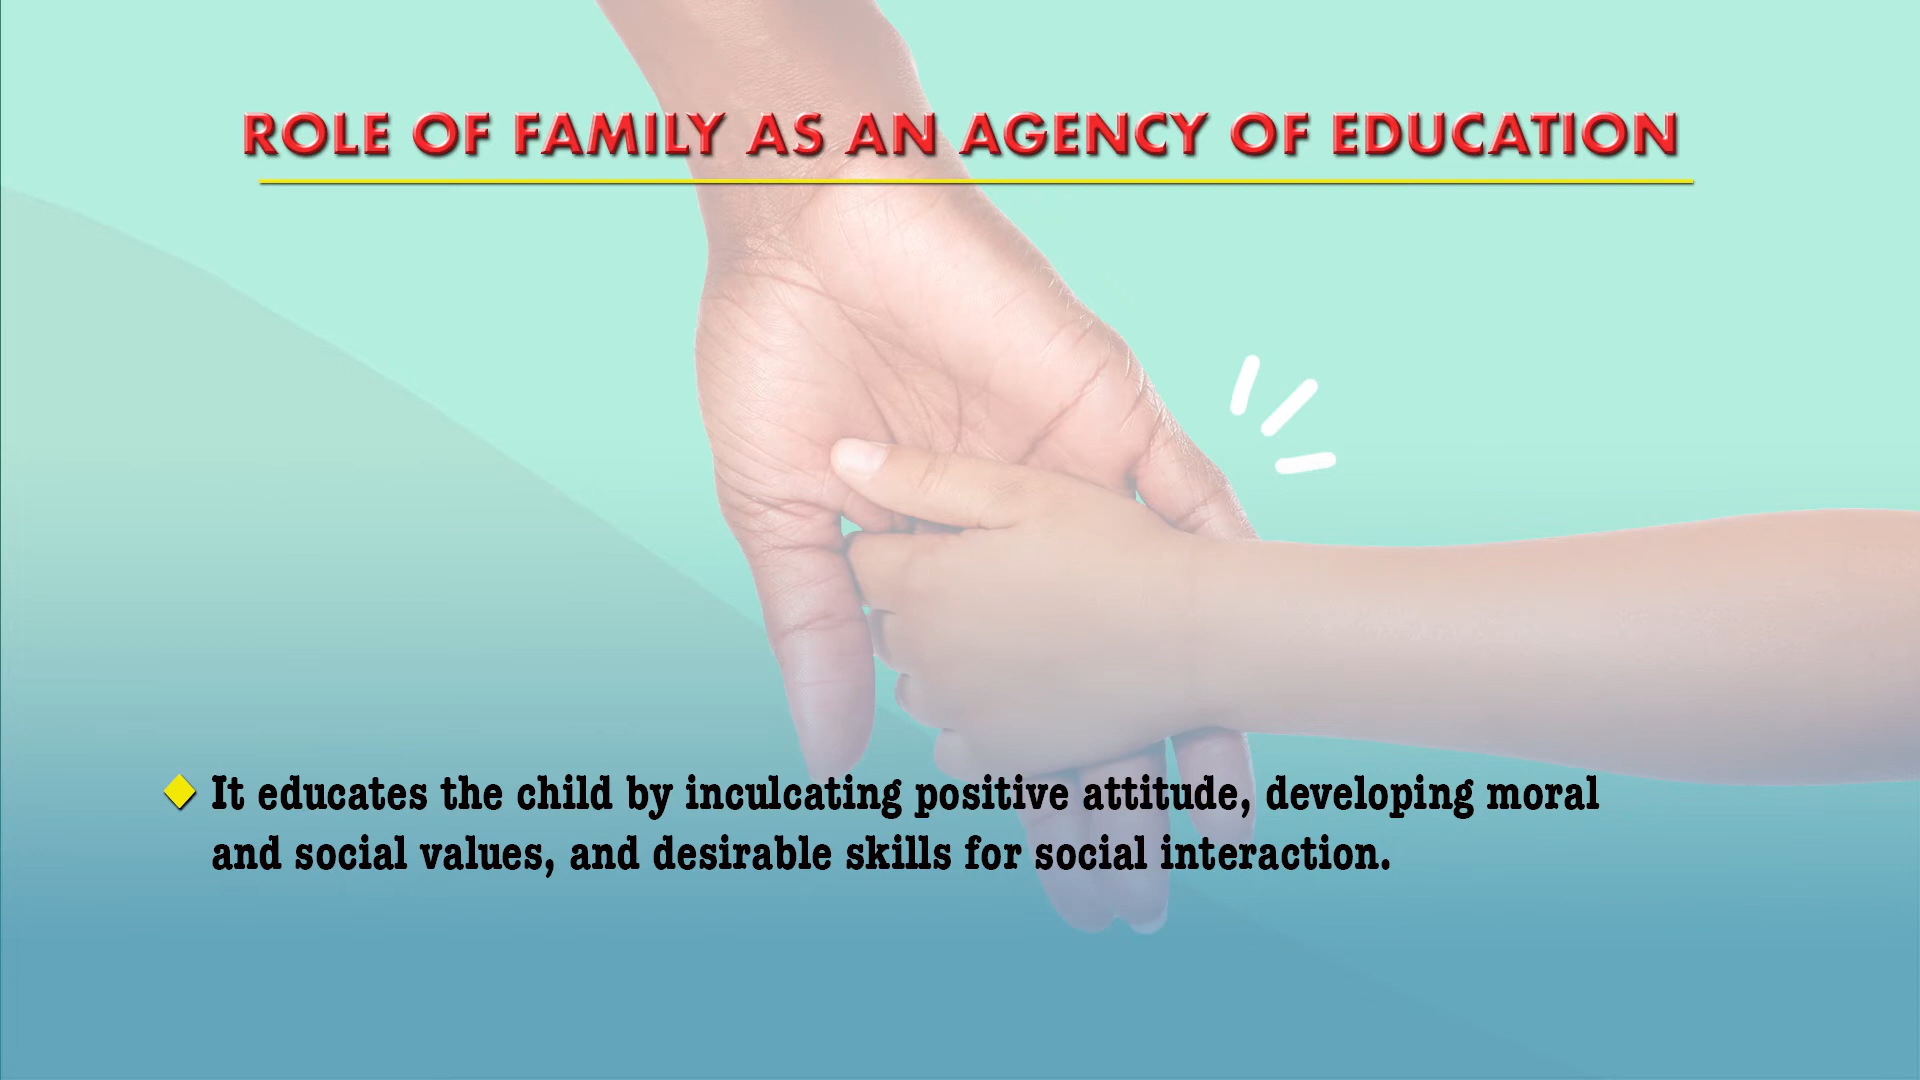 ROLE OF FAMILY AS AN AGENCY OF EDUCATION
It educates the child by inculcating positive attitude, developing moral
and social values, and desirable skills for social interaction.